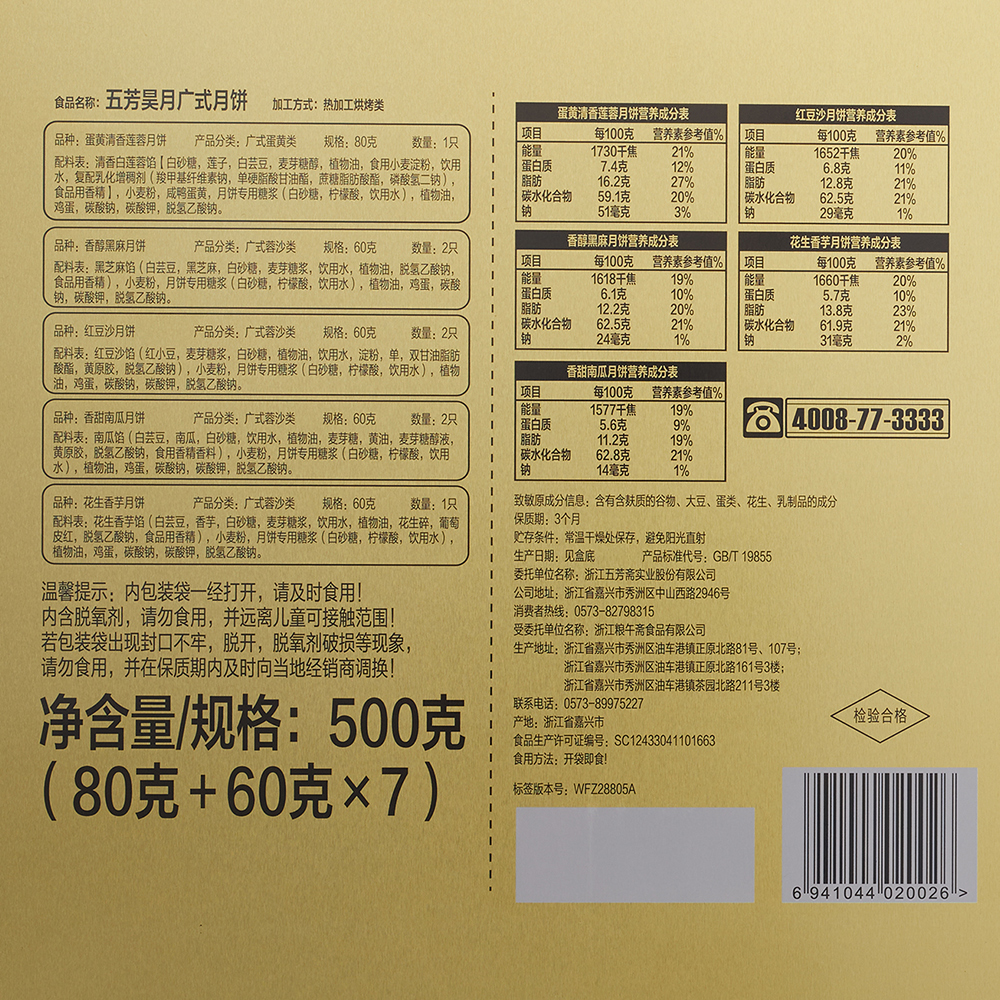 食品名称：五芳昊月广式月饼 加工方式：热加工烘烤类
品种：蛋黄清香莲蓉月饼 产品分类：广式蛋黄类 规格：80克 数量：1只
配料表：清香白莲蓉馅【白砂糖，莲子，白芸豆，麦芽糖醇，植物油，食用小麦淀粉，饮用
水，复配乳化增稠剂（羧甲基纤维素钠，单硬脂酸甘油酯，蔗糖脂肪酸酯，磷酸氢二钠），
食品用香精】，小麦粉，咸鸭蛋黄，月饼专用糖浆（白砂糖，柠檬酸，饮用水），植物油，
鸡蛋，碳酸钠，碳酸钾，脱氢乙酸钠。
品种：香醇黑麻月饼 产品分类：广式蓉沙类 规格：60克 数量：2只
配料表：黑芝麻馅（白芸豆，黑芝麻，白砂糖，麦芽糖浆，饮用水，植物油，脱氢乙酸钠，
食品用香精），小麦粉，月饼专用糖浆（白砂糖，柠檬酸，饮用水），植物油，鸡蛋，碳酸
钠，碳酸钾，脱氢乙酸钠。
品种：红豆沙月饼 产品分类：广式蓉沙类 规格：60克 数量：2只
配料表：红豆沙馅（红小豆，麦芽糖浆，白砂糖，植物油，饮用水，淀粉，单，双甘油脂肪
酸酯，黄原胶，脱氢乙酸钠），小麦粉，月饼专用糖浆（白砂糖，柠檬酸，饮用水），植物
油，鸡蛋，碳酸钠，碳酸钾，脱氢乙酸钠。
品种：香甜南瓜月饼 产品分类：广式蓉沙类 规格：60克 数量：2只
配料表：南瓜馅（白芸豆，南瓜，白砂糖，饮用水，植物油，麦芽糖，黄油，麦芽糖醇液，
黄原胶，脱氢乙酸钠，食用香精香料），小麦粉，月饼专用糖浆（白砂糖，柠檬酸，饮用
水），植物油，鸡蛋，碳酸钠，碳酸钾，脱氢乙酸钠。
品种：花生香芋月饼 产品分类：广式蓉沙类 规格：60克 数量：1只
配料表：花生香芋馅（白芸豆，香芋，白砂糖，麦芽糖浆，饮用水，植物油，花生碎，葡萄
皮红，脱氢乙酸钠，食品用香精），小麦粉，月饼专用糖浆（白砂糖，柠檬酸，饮用水），
植物油，鸡蛋，碳酸钠，碳酸钾，脱氢乙酸钠。
温馨提示：内包装袋一经打开，请及时食用！
内含脱氧剂，请勿食用，并远离儿童可接触范围！
若包装袋出现封口不牢，脱开，脱氧剂破损等现象，
请勿食用，并在保质期内及时向当地经销商调换！
净含量/规格：500克
（80克+60克×7）
蛋黄清香莲蓉月饼营养成分表
项目 每100克 营养素参考值%
能量 1730千焦 21%
蛋白质 7.4克 12%
脂肪 16.2克 27%
碳水化合物 59.1克 20%
钠 51毫克 3%
红豆沙月饼营养成分表
项目 每100克 营养素参考值%
能量 1652千焦 20%
蛋白质 6.8克 11%
脂肪 12.8克 21%
碳水化合物 62.5克 21%
钠 29毫克 1%
香醇黑麻月饼营养成分表
项目 每100克 营养素参考值%
能量 1618千焦 19%
蛋白质 6.1克 10%
脂肪 12.2克 20%
碳水化合物 62.5克 21%
钠 24毫克 1%
花生香芋月饼营养成分表
项目 每100克 营养素参考值%
能量 1660千焦 20%
蛋白质 5.7克 10%
脂肪 13.8克 23%
碳水化合物 61.9克 21%
钠 31毫克 2%
香甜南瓜月饼营养成分表
项目 每100克 营养素参考值%
能量 1577千焦 19%
蛋白质 5.6克 9%
脂肪 11.2克 19%
碳水化合物 62.8克 21%
钠 14毫克 1%
4008-77-3333
致敏原成分信息：含有含麸质的谷物、大豆、蛋类、花生、乳制品的成分
保质期：3个月
贮存条件：常温干燥处保存，避免阳光直射
生产日期：见盒底 产品标准代号：GB/T 19855
委托单位名称：浙江五芳斋实业股份有限公司
公司地址：浙江省嘉兴市秀洲区中山西路2946号
消费者热线：0573-82798315
受委托单位名称：浙江粮午斋食品有限公司
生产地址：浙江省嘉兴市秀洲区油车港镇正原北路81号、107号；
浙江省嘉兴市秀洲区油车港镇正原北路161号3楼；
浙江省嘉兴市秀洲区油车港镇茶园北路211号3楼
联系电话：0573-89975227
产地：浙江省嘉兴市
食品生产许可证编号：SC12433041101663
食用方法：开袋即食！
检验合格
标签版本号：WFZ28805A
6 941044 020026 >